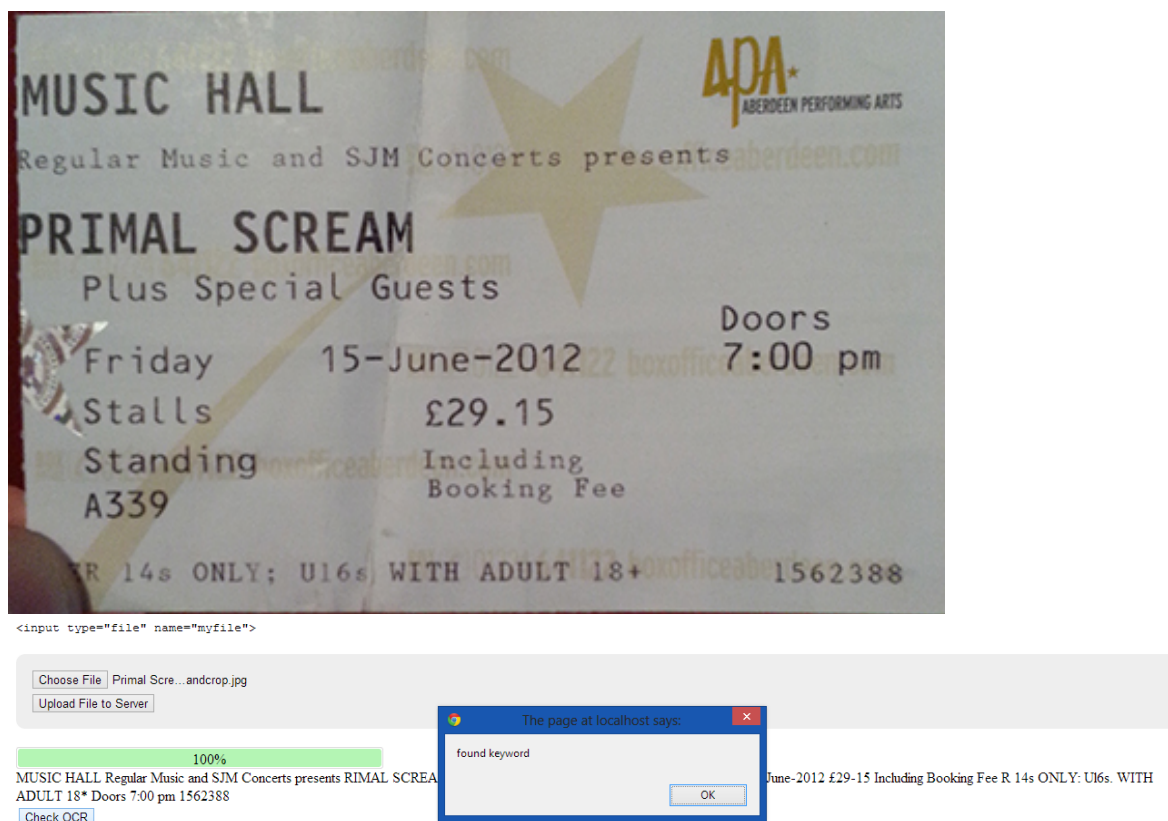 APA
ABERDEEN PERFORMING ARTS
MUSIC HALL
Regular Music and SJM Concerts presents
PRIMAL SCREAM
Plus Special Guests
Doors
Friday 15-June-2012 7:00 pm
Stalls £29.15
Standing Including
Booking Fee
A339
R 14s ONLY; U16s WITH ADULT 18+ 1562388
<input type="file" name="myfile">
Choose File Primal Scre...andcrop.jpg
Upload File to Server
The page at localhost says:
found keyword
OK
100%
MUSIC HALL Regular Music and SJM Concerts presents RIMAL SCREA June-2012 £29-15 Including Booking Fee R 14s ONLY: Ul6s. WITH
ADULT 18* Doors 7:00 pm 1562388
Check OCR